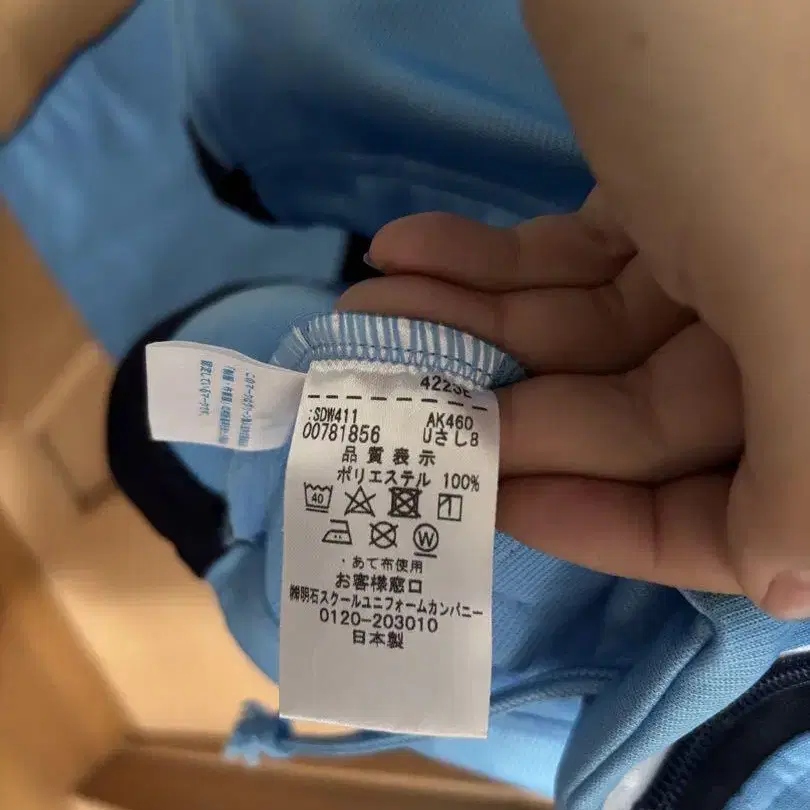 :SDW411 AK460
00781856 Uさし8
品質表示
ポリエステル 100%
40
W
・あて布使用
お客様窓口
㈱明石スクールユニフォームカンパニー
0120-203010
日本製